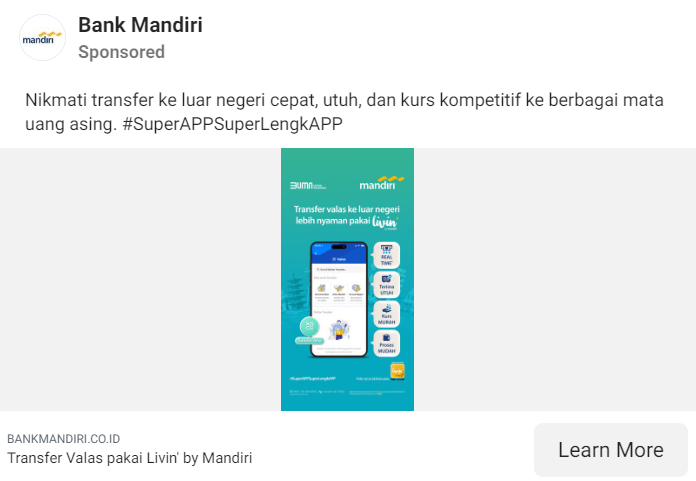 Bank Mandiri
Sponsored
mandiri
Nikmati transfer ke luar negeri cepat, utuh, dan kurs kompetitif ke berbagai mata
uang asing. #SuperAPPSuperLengkAPP
BUMN
mandiri
Transfer valas ke luar negeri
lebih nyaman pakai livin'
REAL
TIME
Terima
UTUH
Kurs
MURAH
Proses
MUDAH
#SuperAPPSuperLengkAPP
BANKMANDIRI.CO.ID
Transfer Valas pakai Livin' by Mandiri
Learn More